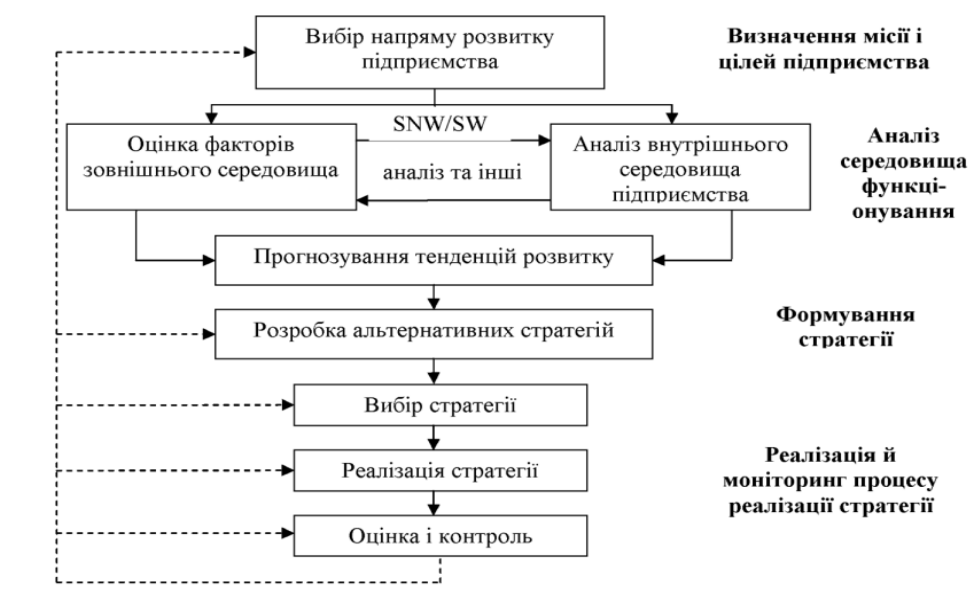 Вибір напряму розвитку
підприємства
Визначення місії і
цілей підприємства
Оцінка факторів
зовнішнього середовища
SNW/SW
аналіз та інші
Аналіз внутрішнього
середовища
підприємства
Аналіз
середовища
функці-
онування
Прогнозування тенденцій розвитку
Розробка альтернативних стратегій
Формування
стратегії
Вибір стратегії
Реалізація стратегії
Оцінка і контроль
Реалізація й
моніторинг процесу
реалізації стратегії